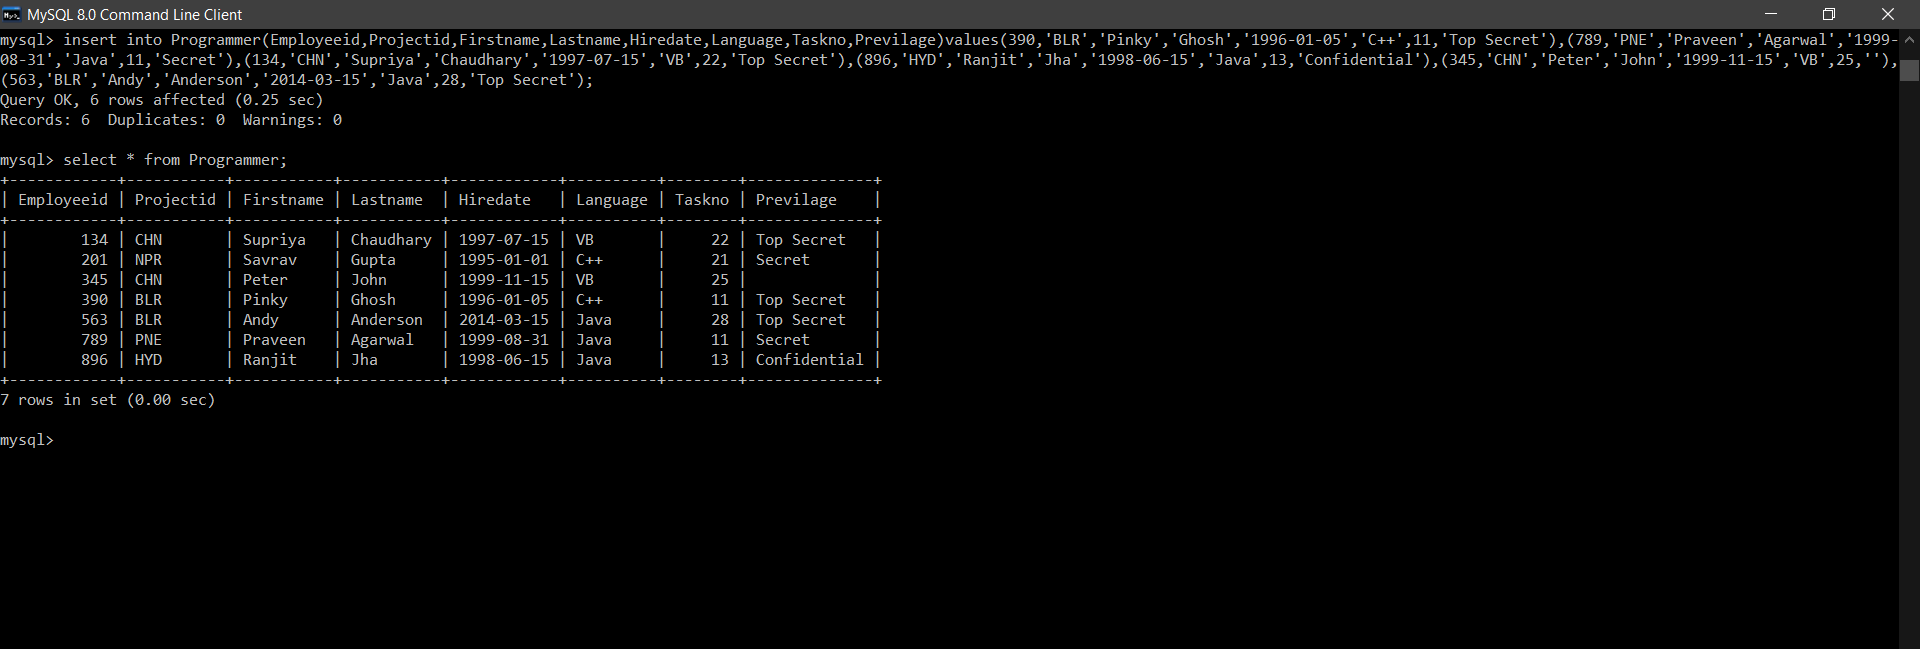 MySQL 8.0 Command Line Client
mysql> insert into Programmer(Employeeid,Projectid,Firstname,Lastname,Hiredate,Language,Taskno,Previlage)values(390,'BLR','Pinky','Ghosh','1996-01-05','C++',11,'Top Secret'),(789,'PNE','Praveen','Agarwal','1999-
08-31','Java',11,'Secret'),(134,'CHN','Supriya','Chaudhary','1997-07-15','VB',22,'Top Secret'),(896,'HYD','Ranjit','Jha','1998-06-15','Java',13,'Confidential'),(345,'CHN','Peter','John','1999-11-15','VB',25,''),
(563,'BLR','Andy','Anderson','2014-03-15','Java',28,'Top Secret');
Query OK, 6 rows affected (0.25 sec)
Records: 6  Duplicates: 0  Warnings: 0
mysql> select * from Programmer;
+------------+-----------+-----------+-----------+------------+----------+--------+--------------+
| Employeeid | Projectid | Firstname | Lastname  | Hiredate   | Language | Taskno | Previlage    |
+------------+-----------+-----------+-----------+------------+----------+--------+--------------+
|        134 | CHN       | Supriya   | Chaudhary | 1997-07-15 | VB       |     22 | Top Secret   |
|        201 | NPR       | Savrav    | Gupta     | 1995-01-01 | C++      |     21 | Secret       |
|        345 | CHN       | Peter     | John      | 1999-11-15 | VB       |     25 |              |
|        390 | BLR       | Pinky     | Ghosh     | 1996-01-05 | C++      |     11 | Top Secret   |
|        563 | BLR       | Andy      | Anderson  | 2014-03-15 | Java     |     28 | Top Secret   |
|        789 | PNE       | Praveen   | Agarwal   | 1999-08-31 | Java     |     11 | Secret       |
|        896 | HYD       | Ranjit    | Jha       | 1998-06-15 | Java     |     13 | Confidential |
+------------+-----------+-----------+-----------+------------+----------+--------+--------------+
7 rows in set (0.00 sec)
mysql>